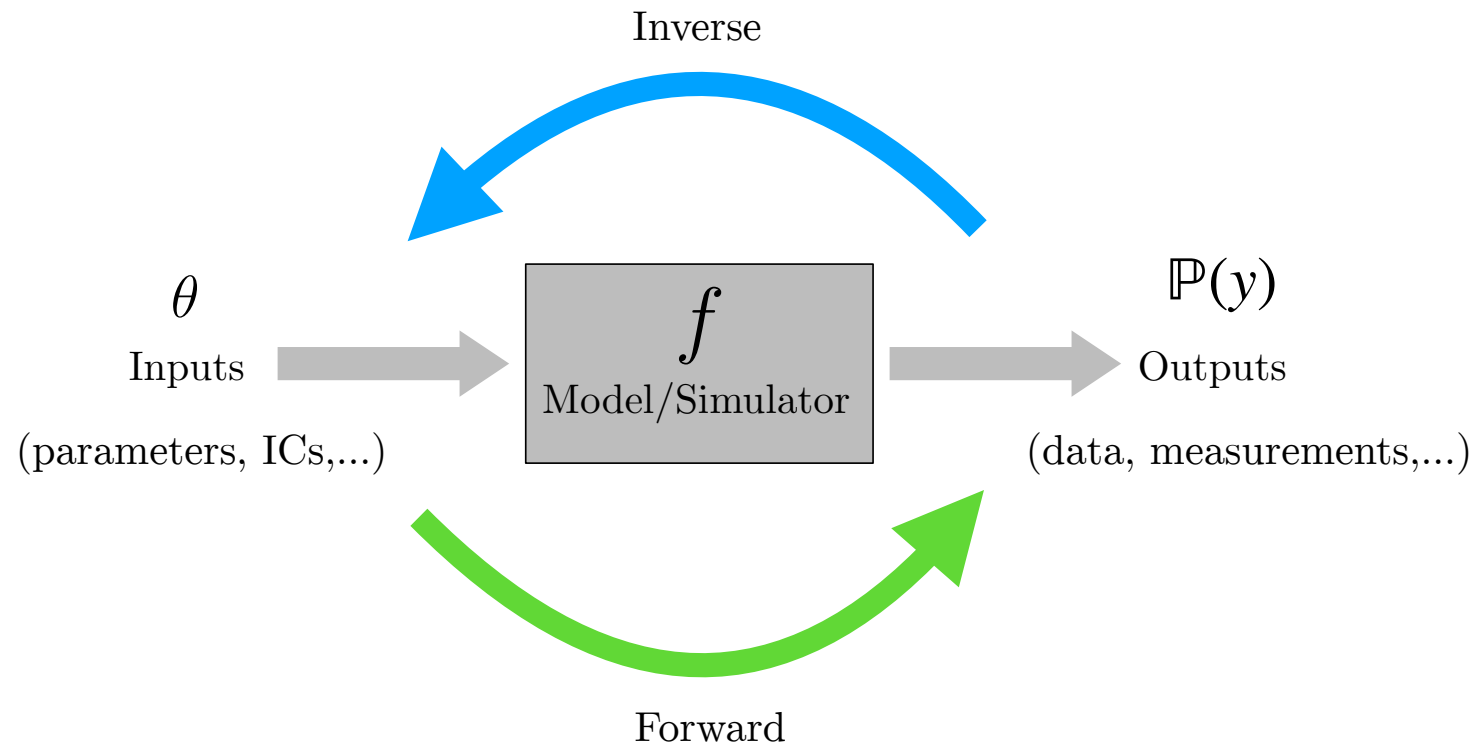 Inverse
θ
Inputs
(parameters, ICs,...)
f
Model/Simulator
ℙ(y)
Outputs
(data, measurements,...)
Forward